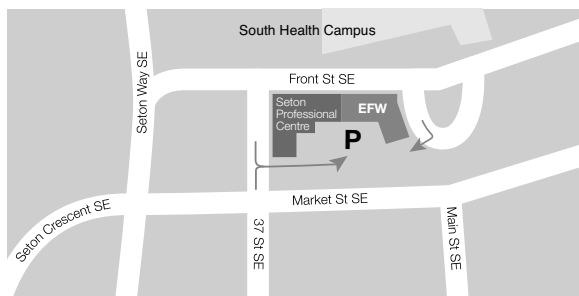 South Health Campus
Seton Way SE
Front St SE
Seton
Professional
Centre
EFW
P
Market St SE
Seton Crescent SE
37 St SE
Main St SE